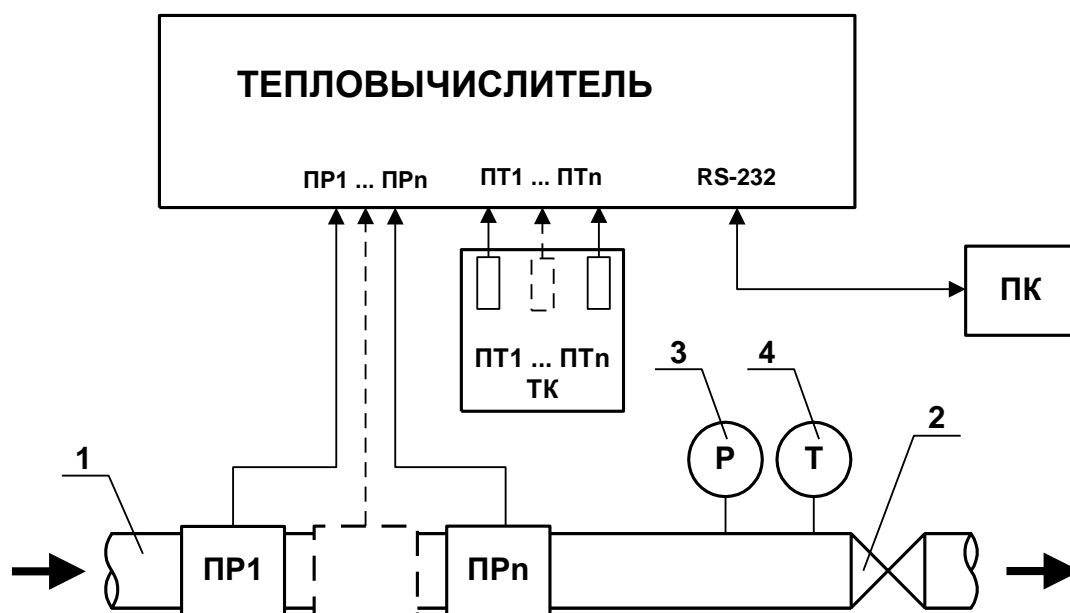 ТЕПЛОВЫЧИСЛИТЕЛЬ
ПР1 ... ПРn
ПТ1 ... ПТn
RS-232
ПК
ПТ1 ... ПТn
ТК
3
4
2
1
P
T
ПР1
ПРn